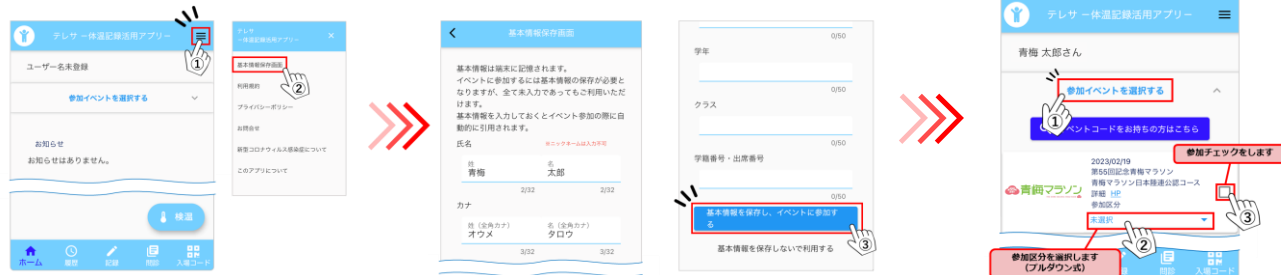 テレサ －体温記録活用アプリ－
①
ユーザー名未登録
参加イベントを選択する
お知らせ
お知らせはありません。
検温
ホーム
履歴
記録
問診
入場コード
テレサ
－体温記録活用アプリ－
×
基本情報保存画面
②
利用規約
プライバシーポリシー
お問合せ
新型コロナウィルス感染症について
このアプリについて
基本情報保存画面
基本情報は端末に記憶されます。
イベントに参加するには基本情報の保存が必要と
なりますが、全て未入力であってもご利用いただ
けます。
基本情報を入力しておくとイベント参加の際に自
動的に引用されます。
氏名
※ニックネームは入力不可
姓
青梅
名
太郎
2/32
2/32
カナ
姓（全角カナ）
オウメ
名（全角カナ）
タロウ
3/32
3/32
0/50
学年
0/50
クラス
0/50
学籍番号・出席番号
0/50
基本情報を保存し、イベントに参加す
る
③
基本情報を保存しないで利用する
テレサ －体温記録活用アプリ－
青梅 太郎さん
参加イベントを選択する
①
ベントコードをお持ちの方はこちら
参加チェックをします
2023/02/19
第55回記念青梅マラソン
青梅マラソン日本陸連公認コース
詳細 HP
参加区分
未選択
青梅マラソン
③
②
参加区分を選択します
(プルダウン式)
問診
入場コード